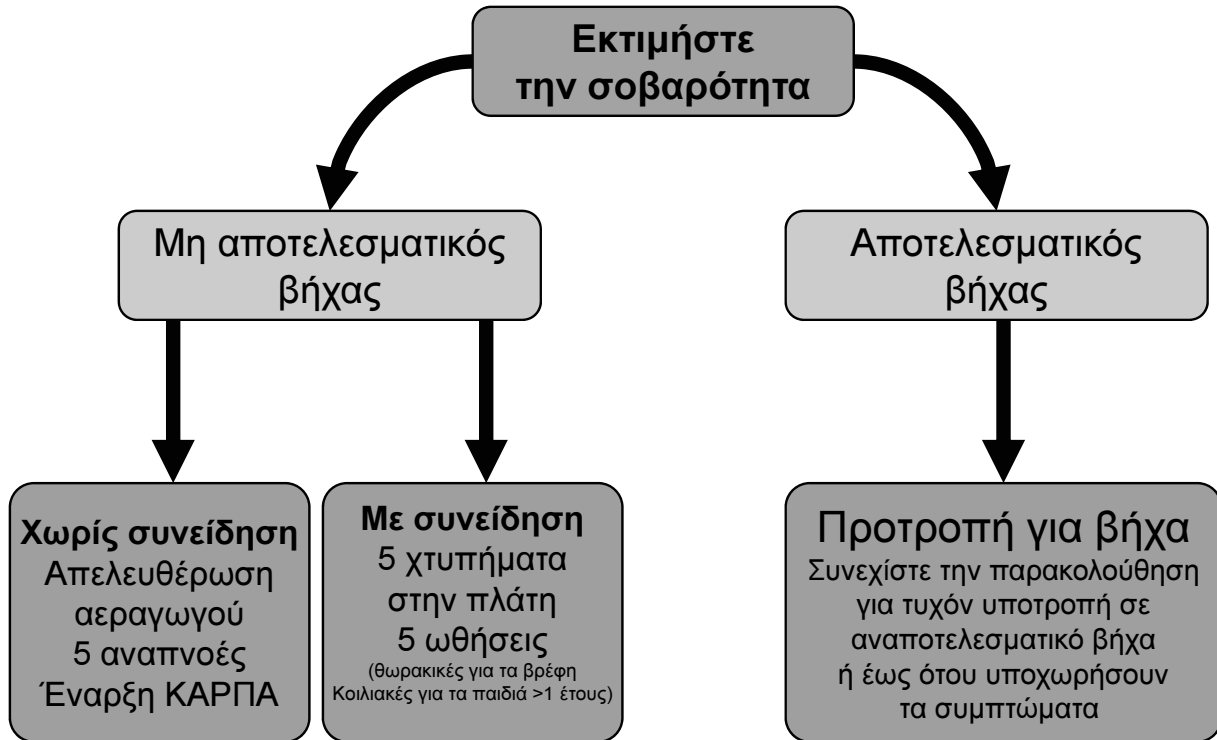 Εκτιμήστε
την σοβαρότητα
Μη αποτελεσματικός
βήχας
Αποτελεσματικός
βήχας
Χωρίς συνείδηση
Απελευθέρωση
αεραγωγού
5 αναπνοές
Έναρξη ΚΑΡΠΑ
Με συνείδηση
5 χτυπήματα
στην πλάτη
5 ωθήσεις
(θωρακικές για τα βρέφη
Κοιλιακές για τα παιδιά >1 έτους)
Προτροπή για βήχα
Συνεχίστε την παρακολούθηση
για τυχόν υποτροπή σε
αναποτελεσματικό βήχα
ή έως ότου υποχωρήσουν
τα συμπτώματα